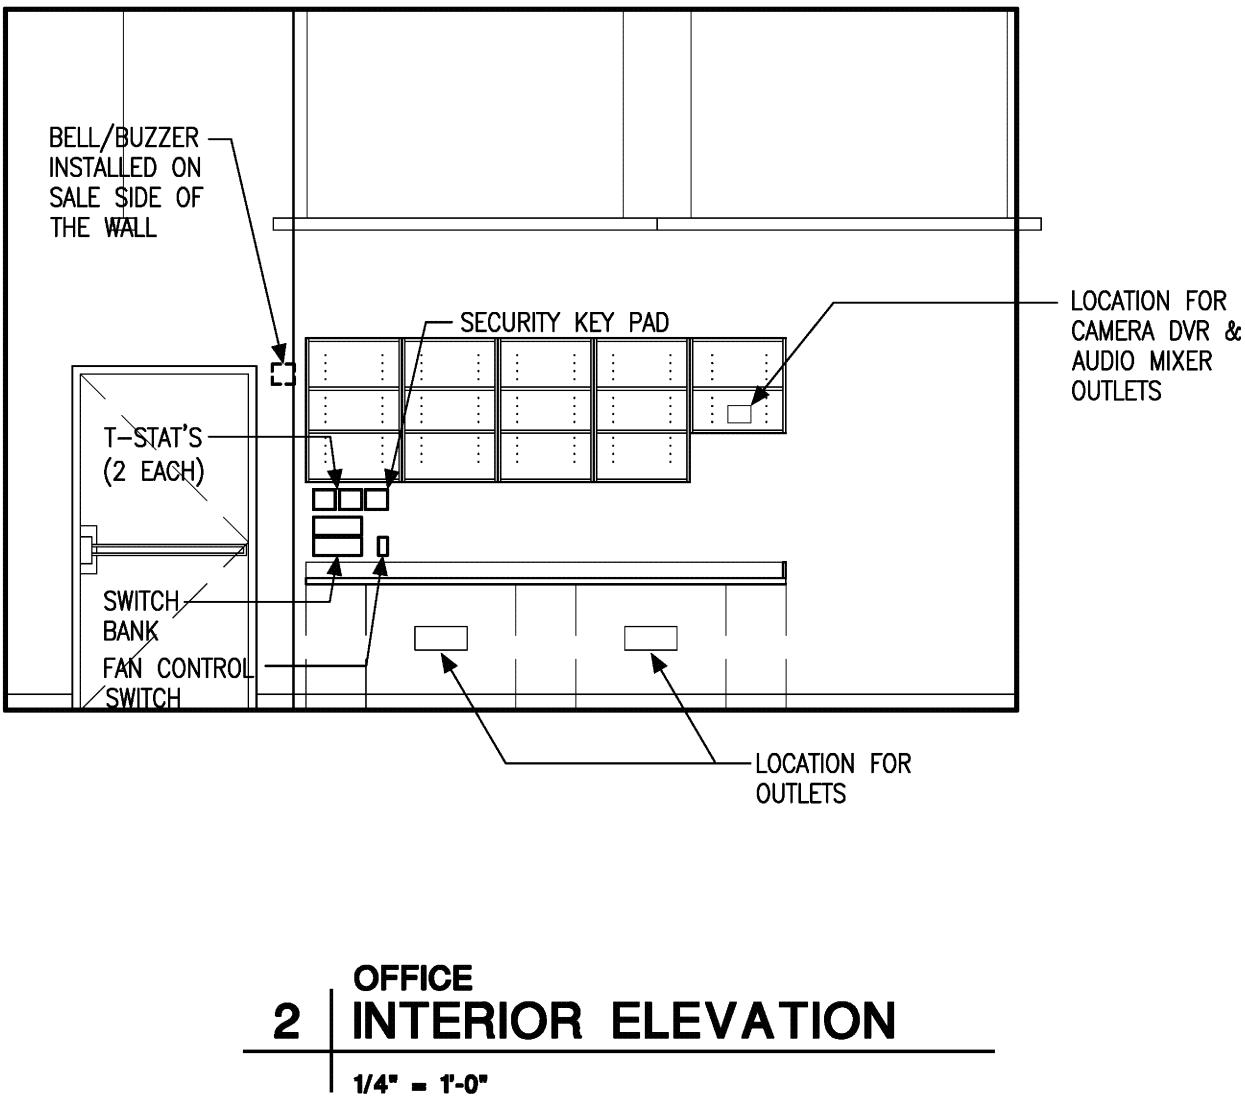 BELL/BUZZER
INSTALLED ON
SALE SIDE OF
THE WALL
SECURITY KEY PAD
LOCATION FOR
CAMERA DVR &
AUDIO MIXER
OUTLETS
T-STAT'S
(2 EACH)
SWITCH
BANK
FAN CONTROL
SWITCH
LOCATION FOR
OUTLETS
OFFICE
2 INTERIOR ELEVATION
1/4" = 1'-0"